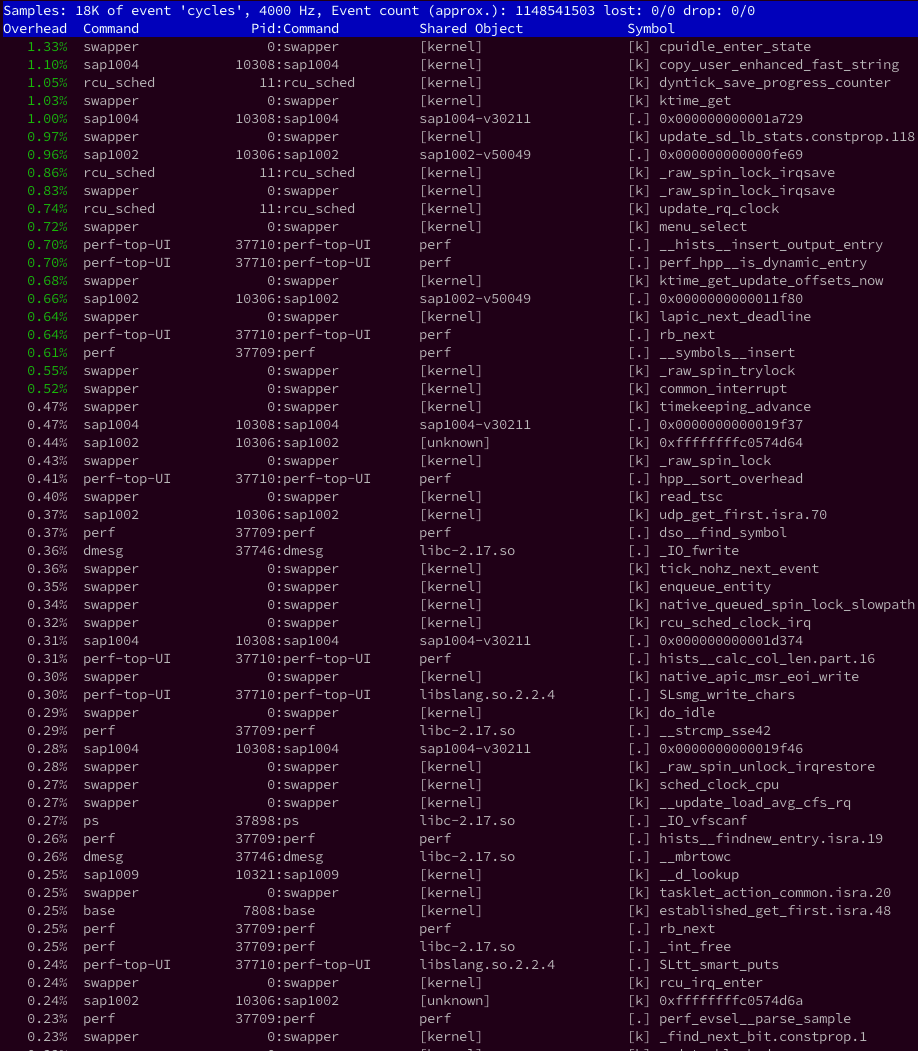 Samples: 18K of event 'cycles', 4000 Hz, Event count (approx.): 1148541503 lost: 0/0 drop: 0/0
Overhead  Command  Pid:Command  Shared Object  Symbol
1.33%  swapper  0:swapper  [kernel]  [k] cpuidle_enter_state
1.10%  sap1004  10308:sap1004  [kernel]  [k] copy_user_enhanced_fast_string
1.05%  rcu_sched  11:rcu_sched  [kernel]  [k] dyntick_save_progress_counter
1.03%  swapper  0:swapper  [kernel]  [k] ktime_get
1.00%  sap1004  10308:sap1004  sap1004-v30211  [.] 0x000000000001a729
0.97%  swapper  0:swapper  [kernel]  [k] update_sd_lb_stats.constprop.118
0.96%  sap1002  10306:sap1002  sap1002-v50049  [.] 0x000000000000fe69
0.86%  rcu_sched  11:rcu_sched  [kernel]  [k] _raw_spin_lock_irqsave
0.83%  swapper  0:swapper  [kernel]  [k] _raw_spin_lock_irqsave
0.74%  rcu_sched  11:rcu_sched  [kernel]  [k] update_rq_clock
0.72%  swapper  0:swapper  [kernel]  [k] menu_select
0.70%  perf-top-UI  37710:perf-top-UI  perf  [.] __hists__insert_output_entry
0.70%  perf-top-UI  37710:perf-top-UI  perf  [.] perf_hpp__is_dynamic_entry
0.68%  swapper  0:swapper  [kernel]  [k] ktime_get_update_offsets_now
0.66%  sap1002  10306:sap1002  sap1002-v50049  [.] 0x0000000000011f80
0.64%  swapper  0:swapper  [kernel]  [k] lapic_next_deadline
0.64%  perf-top-UI  37710:perf-top-UI  perf  [.] rb_next
0.61%  perf  37709:perf  perf  [.] __symbols__insert
0.55%  swapper  0:swapper  [kernel]  [k] _raw_spin_trylock
0.52%  swapper  0:swapper  [kernel]  [k] common_interrupt
0.47%  swapper  0:swapper  [kernel]  [k] timekeeping_advance
0.47%  sap1004  10308:sap1004  sap1004-v30211  [.] 0x0000000000019f37
0.44%  sap1002  10306:sap1002  [unknown]  [k] 0xffffffffc0574d64
0.43%  swapper  0:swapper  [kernel]  [k] _raw_spin_lock
0.41%  perf-top-UI  37710:perf-top-UI  perf  [.] hpp__sort_overhead
0.40%  swapper  0:swapper  [kernel]  [k] read_tsc
0.37%  sap1002  10306:sap1002  [kernel]  [k] udp_get_first.isra.70
0.37%  perf  37709:perf  perf  [.] dso__find_symbol
0.36%  dmesg  37746:dmesg  libc-2.17.so  [.] _IO_fwrite
0.36%  swapper  0:swapper  [kernel]  [k] tick_nohz_next_event
0.35%  swapper  0:swapper  [kernel]  [k] enqueue_entity
0.34%  swapper  0:swapper  [kernel]  [k] native_queued_spin_lock_slowpath
0.32%  swapper  0:swapper  [kernel]  [k] rcu_sched_clock_irq
0.31%  sap1004  10308:sap1004  sap1004-v30211  [.] 0x000000000001d374
0.31%  perf-top-UI  37710:perf-top-UI  perf  [.] hists__calc_col_len.part.16
0.30%  swapper  0:swapper  [kernel]  [k] native_apic_msr_eoi_write
0.30%  perf-top-UI  37710:perf-top-UI  libslang.so.2.2.4  [.] SLsmg_write_chars
0.29%  swapper  0:swapper  [kernel]  [k] do_idle
0.29%  perf  37709:perf  libc-2.17.so  [.] __strcmp_sse42
0.28%  sap1004  10308:sap1004  sap1004-v30211  [.] 0x0000000000019f46
0.28%  swapper  0:swapper  [kernel]  [k] _raw_spin_unlock_irqrestore
0.27%  swapper  0:swapper  [kernel]  [k] sched_clock_cpu
0.27%  swapper  0:swapper  [kernel]  [k] __update_load_avg_cfs_rq
0.27%  ps  37898:ps  libc-2.17.so  [.] _IO_vfscanf
0.26%  perf  37709:perf  perf  [.] hists__findnew_entry.isra.19
0.26%  dmesg  37746:dmesg  libc-2.17.so  [.] __mbrtowc
0.25%  sap1009  10321:sap1009  [kernel]  [k] __d_lookup
0.25%  swapper  0:swapper  [kernel]  [k] tasklet_action_common.isra.20
0.25%  base  7808:base  [kernel]  [k] established_get_first.isra.48
0.25%  perf  37709:perf  perf  [.] rb_next
0.25%  perf  37709:perf  libc-2.17.so  [.] _int_free
0.24%  perf-top-UI  37710:perf-top-UI  libslang.so.2.2.4  [.] SLtt_smart_puts
0.24%  swapper  0:swapper  [kernel]  [k] rcu_irq_enter
0.24%  sap1002  10306:sap1002  [unknown]  [k] 0xffffffffc0574d6a
0.23%  perf  37709:perf  perf  [.] perf_evsel__parse_sample
0.23%  swapper  0:swapper  [kernel]  [k] _find_next_bit.constprop.1